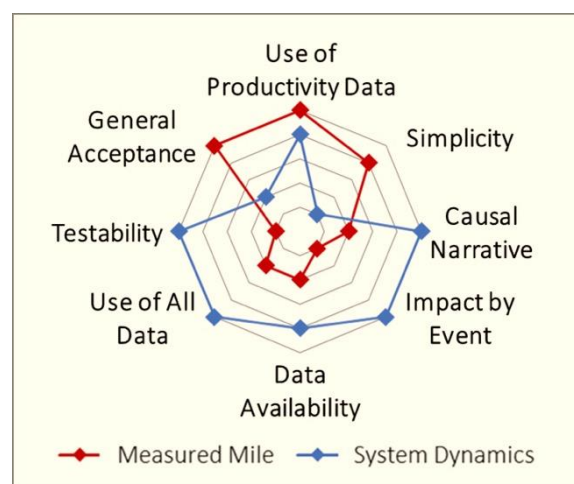 Use of
Productivity Data
Simplicity
Causal
Narrative
Impact by
Event
Data
Availability
Use of All
Data
Testability
General
Acceptance
Measured Mile
System Dynamics